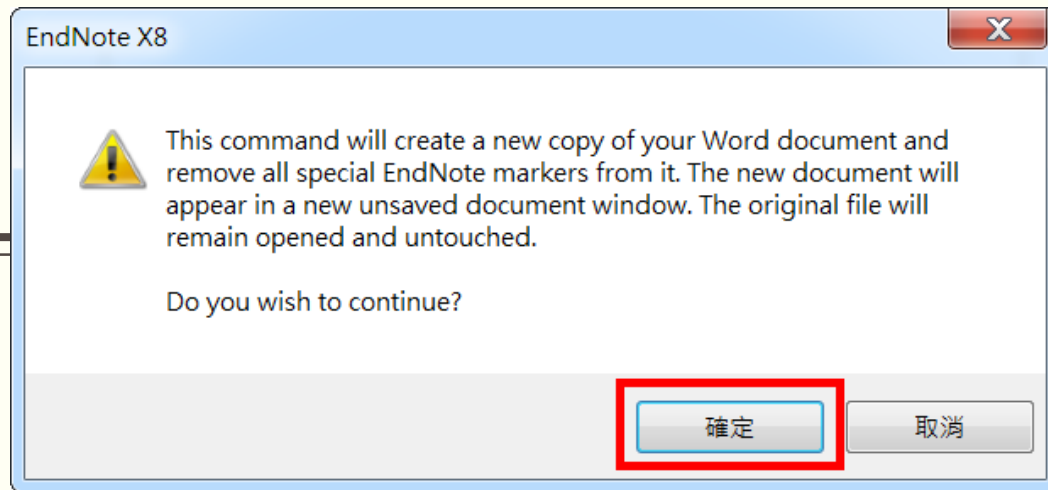 EndNote X8
This command will create a new copy of your Word document and
remove all special EndNote markers from it. The new document will
appear in a new unsaved document window. The original file will
remain opened and untouched.
Do you wish to continue?
確定
取消